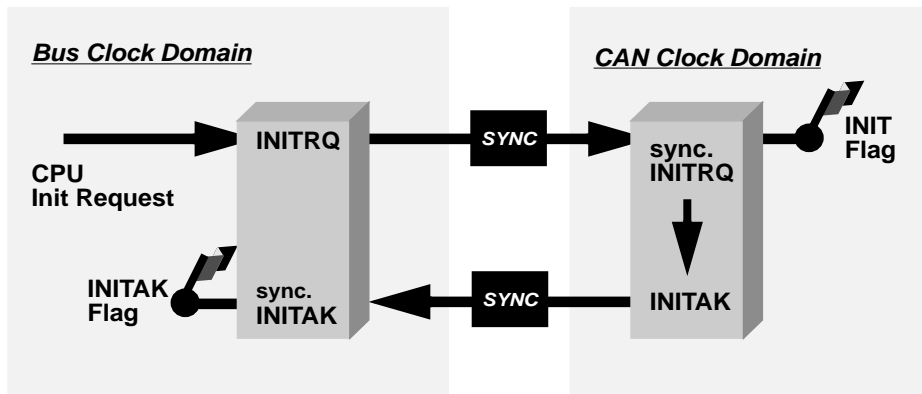 Bus Clock Domain
CAN Clock Domain
INITRQ
SYNC
sync.
INITRQ
INIT
Flag
CPU
Init Request
INITAK
Flag
sync.
INITAK
SYNC
INITAK